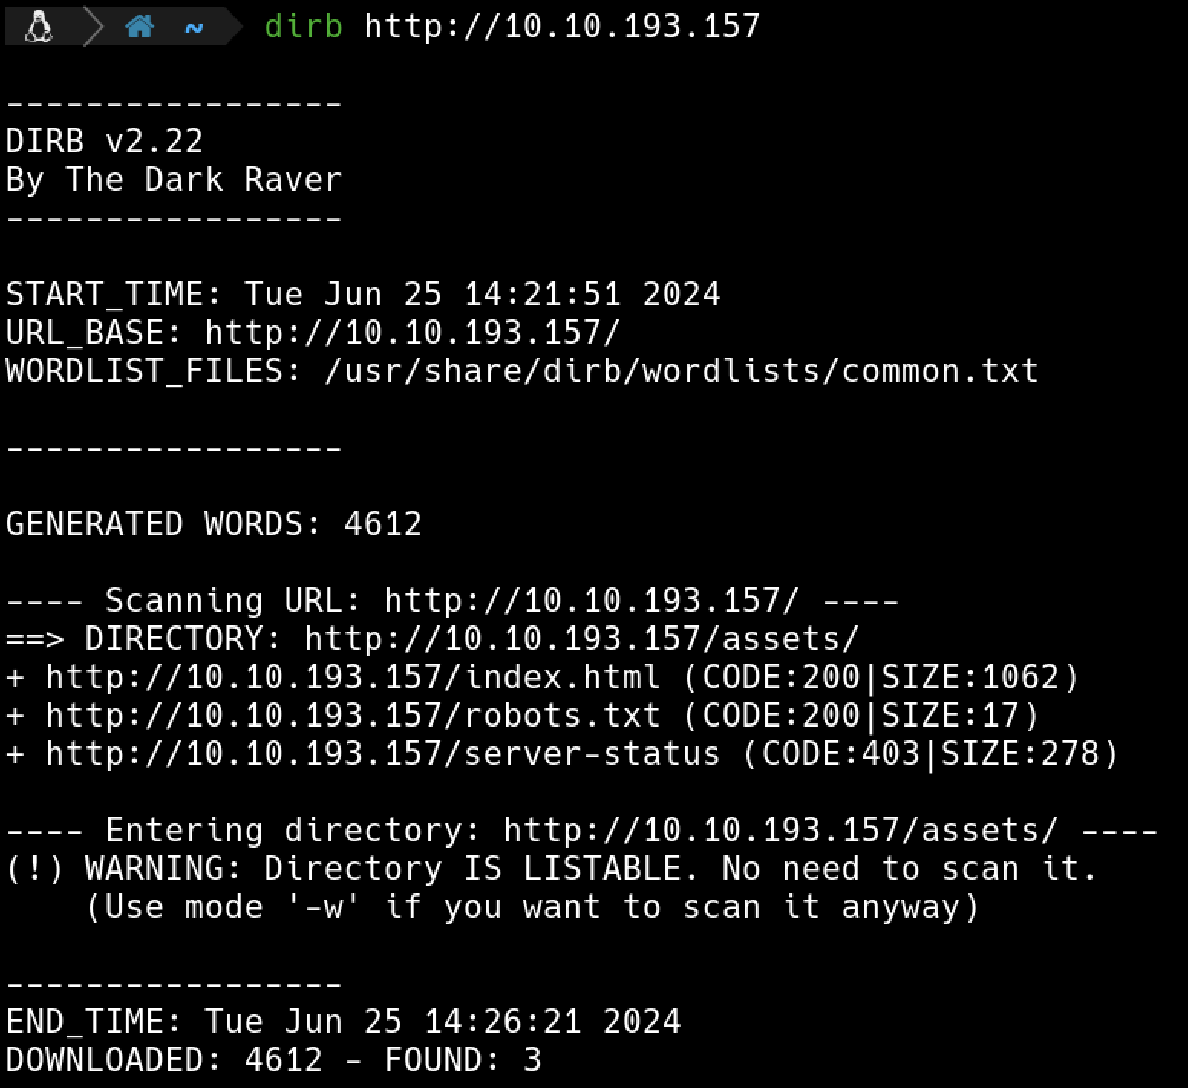 ~ dirb http://10.10.193.157
-----------------
DIRB v2.22
By The Dark Raver
-----------------
START_TIME: Tue Jun 25 14:21:51 2024
URL_BASE: http://10.10.193.157/
WORDLIST_FILES: /usr/share/dirb/wordlists/common.txt
-----------------
GENERATED WORDS: 4612
---- Scanning URL: http://10.10.193.157/ ----
==> DIRECTORY: http://10.10.193.157/assets/
+ http://10.10.193.157/index.html (CODE:200|SIZE:1062)
+ http://10.10.193.157/robots.txt (CODE:200|SIZE:17)
+ http://10.10.193.157/server-status (CODE:403|SIZE:278)
---- Entering directory: http://10.10.193.157/assets/ ----
(!) WARNING: Directory IS LISTABLE. No need to scan it.
(Use mode '-w' if you want to scan it anyway)
-----------------
END_TIME: Tue Jun 25 14:26:21 2024
DOWNLOADED: 4612 - FOUND: 3